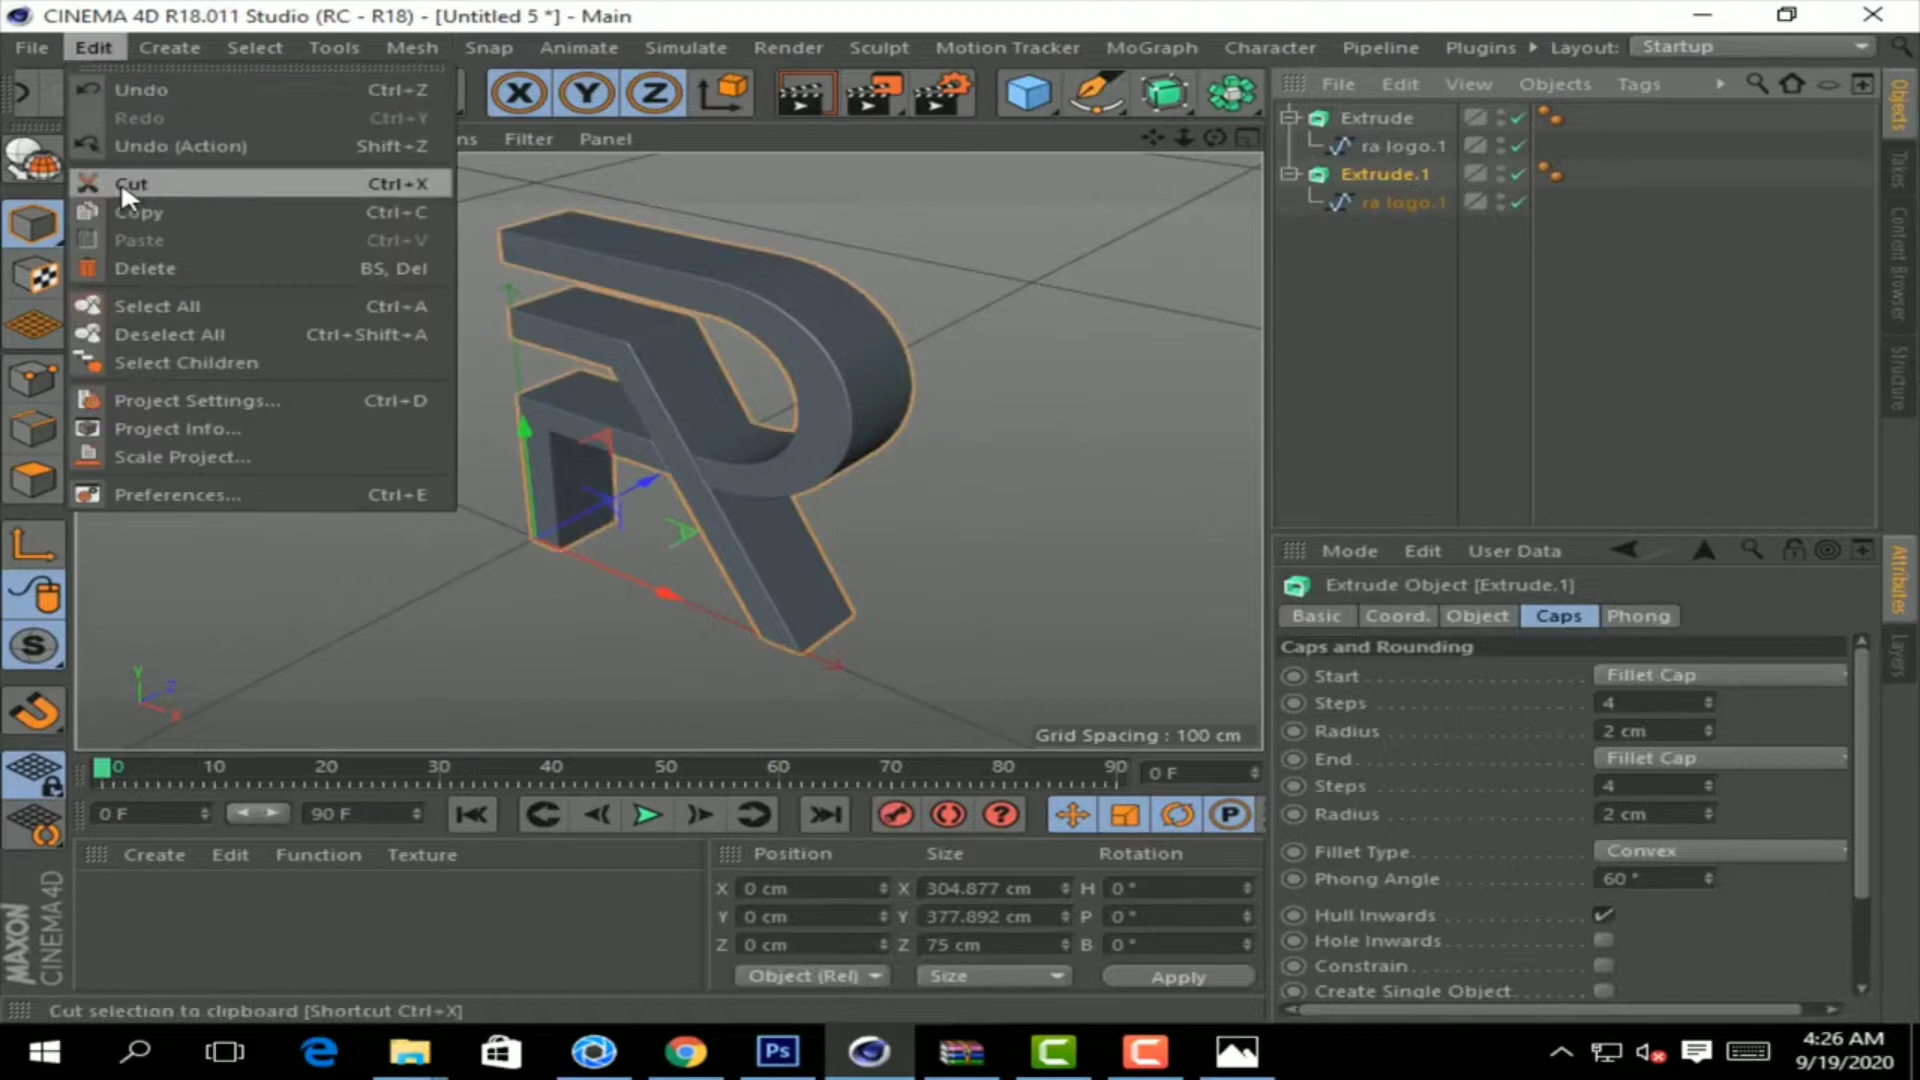 CINEMA 4D R18.011 Studio (RC - R18) - [Untitled 5 *] - Main
File Edit Create Select Tools Mesh Snap Animate Simulate Render Sculpt Motion Tracker MoGraph Character Pipeline Plugins Layout: Startup
Undo Ctrl+Z
Redo Ctrl+Y
Undo (Action) Shift+Z
Cut Ctrl+X
Copy Ctrl+C
Paste Ctrl+V
Delete BS, Del
Select All Ctrl+A
Deselect All Ctrl+Shift+A
Select Children
Project Settings... Ctrl+D
Project Info...
Scale Project...
Preferences... Ctrl+E
X Y Z
ns Filter Panel
Y Z X
Grid Spacing : 100 cm
File Edit View Objects Tags
Extrude
ra logo.1
Extrude.1
ra logo.1
Objects
Takes
Content Browser
Structure
Mode Edit User Data
Extrude Object [Extrude.1]
Basic Coord. Object Caps Phong
Caps and Rounding
Start Fillet Cap
Steps 4
Radius 2 cm
End Fillet Cap
Steps 4
Radius 2 cm
Fillet Type Convex
Phong Angle 60 °
Hull Inwards
Hole Inwards
Constrain
Create Single Object
Attributes
Layers
S
0 10 20 30 40 50 60 70 80 90 0 F
0 F 90 F ? P
Create Edit Function Texture
Position Size Rotation
X 0 cm X 304.877 cm H 0 °
Y 0 cm Y 377.892 cm P 0 °
Z 0 cm Z 75 cm B 0 °
Object (Rel) Size Apply
MAXON
CINEMA 4D
Cut selection to clipboard [Shortcut Ctrl+X]
Ps
4:26 AM
9/19/2020